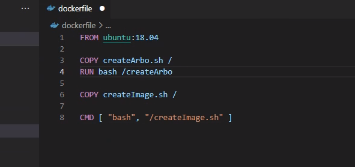 dockerfile
dockerfile > ...
1 FROM ubuntu:18.04
2
3 COPY createArbo.sh /
4 RUN bash /createArbo
5
6 COPY createImage.sh /
7
8 CMD [ "bash", "/createImage.sh" ]